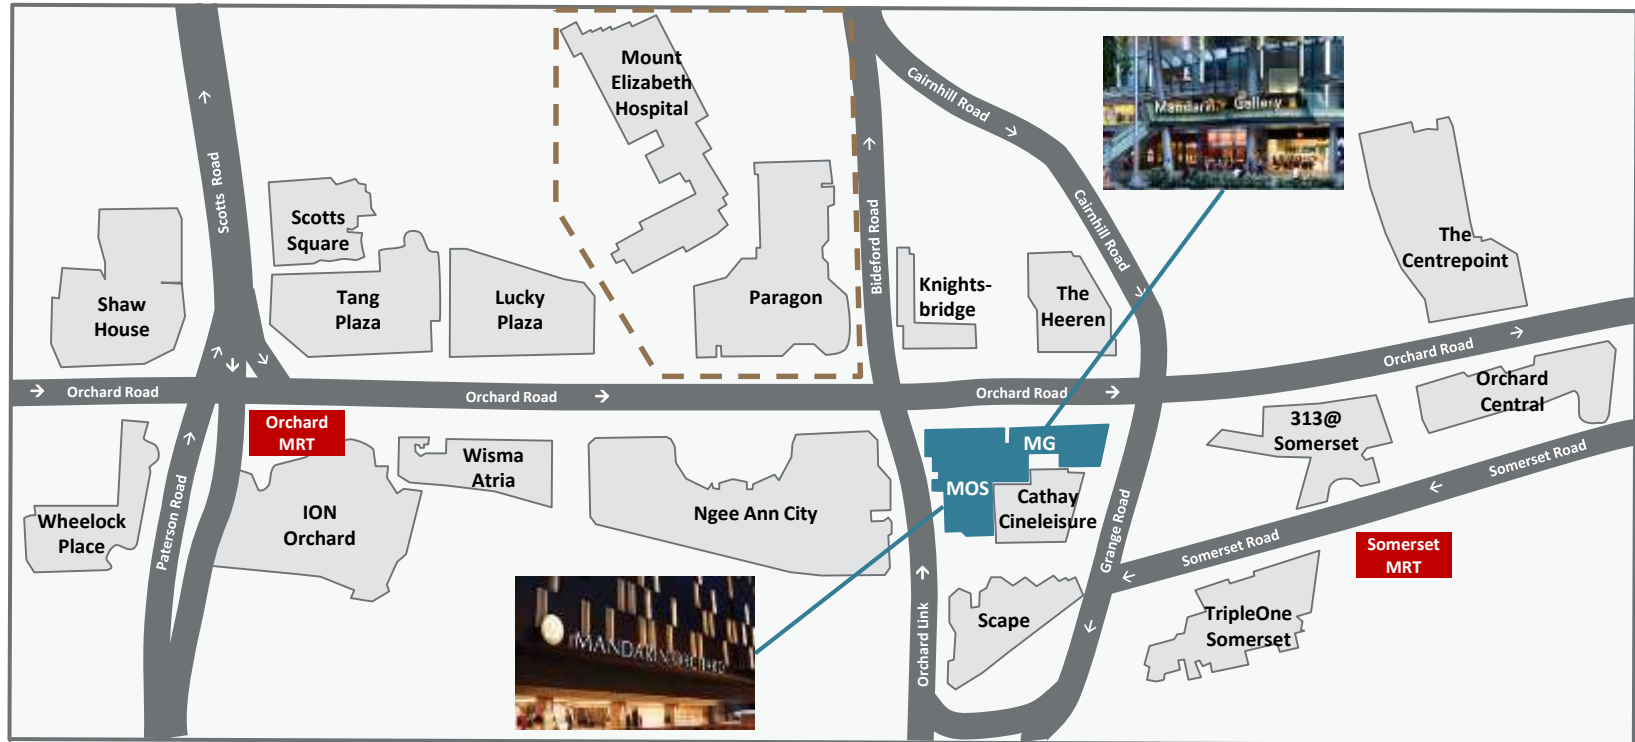 Mount
Elizabeth
Hospital
Cairnhill Road
Mandarin Gallery
Scotts Road
Scotts
Square
Bideford Road
Cairnhill Road
The
Centrepoint
Shaw
House
Tang
Plaza
Lucky
Plaza
Paragon
Knights-
bridge
The
Heeren
Orchard Road
Orchard Road
Orchard Road
Orchard Road
Orchard
MRT
Wisma
Atria
Orchard
Central
313@
Somerset
MG
MOS
Cathay
Cineleisure
Somerset Road
Wheelock
Place
Paterson Road
ION
Orchard
Ngee Ann City
Grange Road
Somerset Road
Somerset
MRT
Orchard Link
Scape
TripleOne
Somerset
MANDARIN